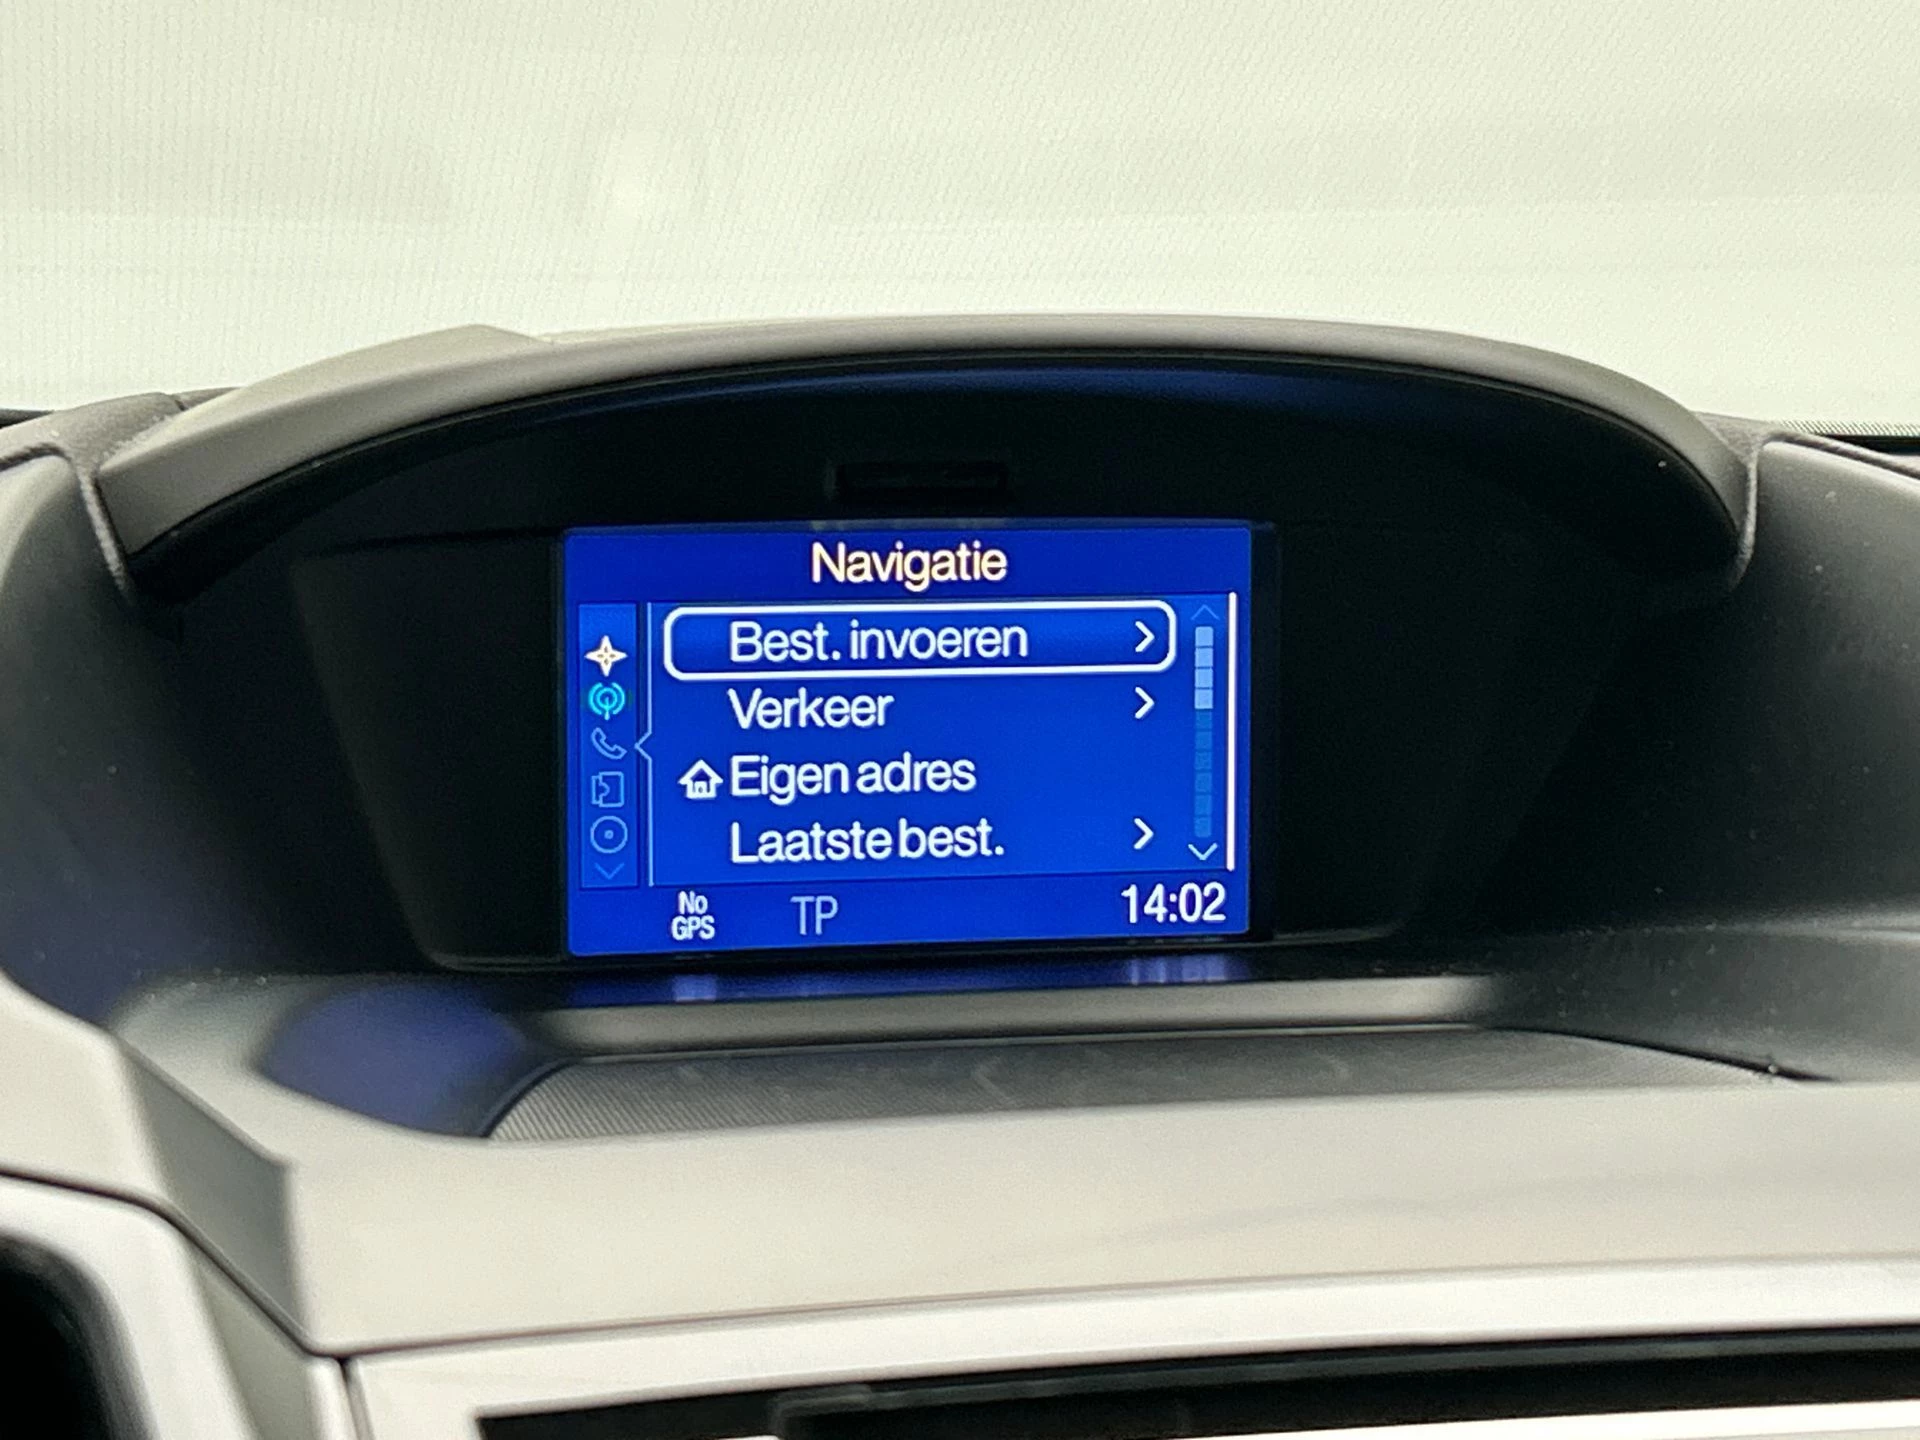 Navigatie
Best. invoeren
Verkeer
Eigen adres
Laatste best.
No
GPS
TP
14:02